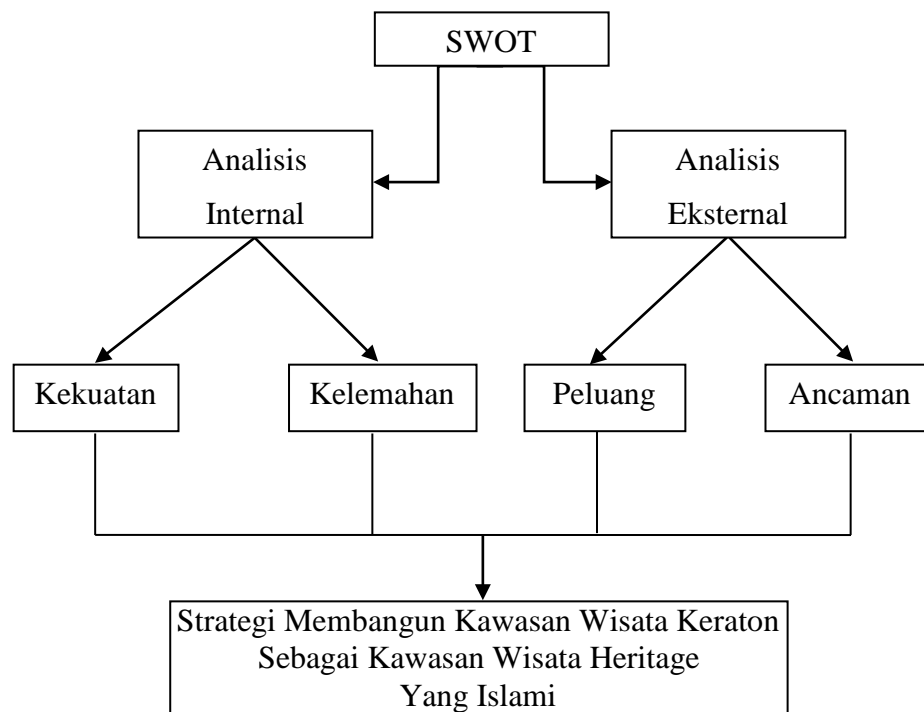 SWOT
Analisis
Internal
Analisis
Eksternal
Kekuatan
Kelemahan
Peluang
Ancaman
Strategi Membangun Kawasan Wisata Keraton
Sebagai Kawasan Wisata Heritage
Yang Islami